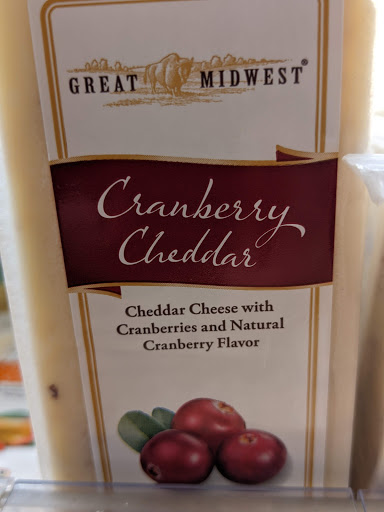 GREAT MIDWEST®
Cranberry
Cheddar
Cheddar Cheese with
Cranberries and Natural
Cranberry Flavor